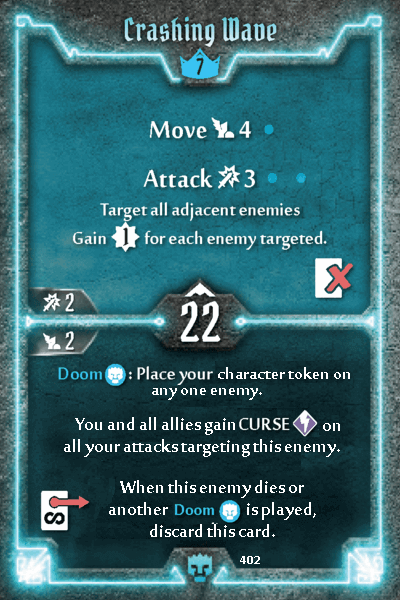 Crashing Wave
7
Move 4
Attack 3
Target all adjacent enemies
Gain 1 for each enemy targeted.
2
22
2
Doom : Place your character token on
any one enemy.
You and all allies gain CURSE on
all your attacks targeting this enemy.
When this enemy dies or
another Doom is played,
discard this card.
S
402